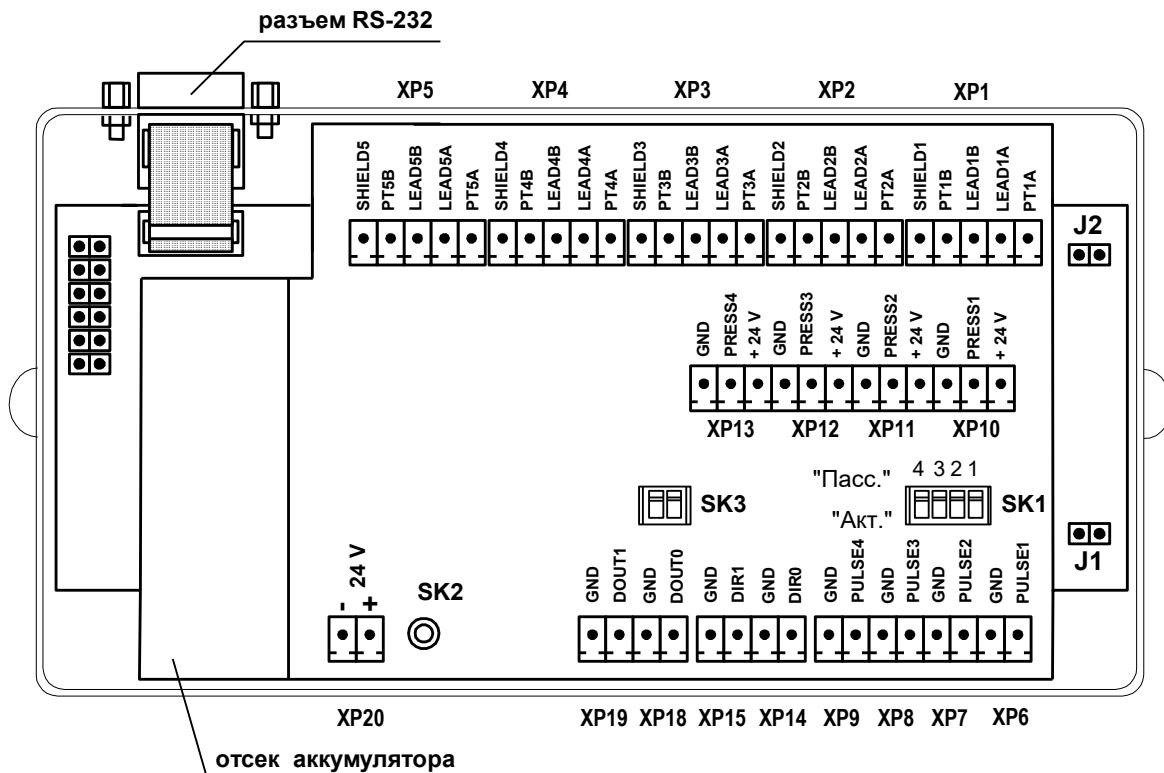 разъем RS-232
XP5 XP4 XP3 XP2 XP1
SHIELD5 PT5B LEAD5B LEAD5A PT5A SHIELD4 PT4B LEAD4B LEAD4A PT4A SHIELD3 PT3B LEAD3B LEAD3A PT3A SHIELD2 PT2B LEAD2B LEAD2A PT2A SHIELD1 PT1B LEAD1B LEAD1A PT1A
J2
GND PRESS4 + 24 V GND PRESS3 + 24 V GND PRESS2 + 24 V GND PRESS1 + 24 V
XP13 XP12 XP11 XP10
"Пасс." 4 3 2 1
SK3 SK1
"Акт."
J1
GND DOUT1 GND DOUT0 GND DIR1 GND DIR0 GND PULSE4 GND PULSE3 GND PULSE2 GND PULSE1
24 V
- +
SK2
XP20 XP19 XP18 XP15 XP14 XP9 XP8 XP7 XP6
отсек аккумулятора